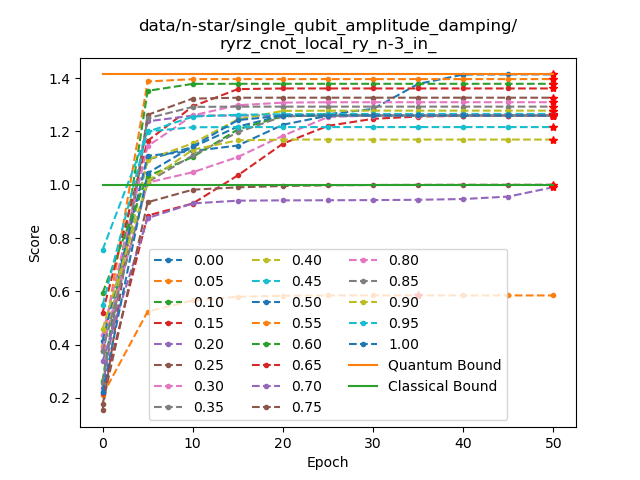 data/n-star/single_qubit_amplitude_damping/
ryrz_cnot_local_ry_n-3_in_
Score
1.4
1.2
1.0
0.8
0.6
0.4
0.2
0.00 0.40 0.80
0.05 0.45 0.85
0.10 0.50 0.90
0.15 0.55 0.95
0.20 0.60 1.00
0.25 0.65 Quantum Bound
0.30 0.70 Classical Bound
0.35 0.75
0 10 20 30 40 50
Epoch